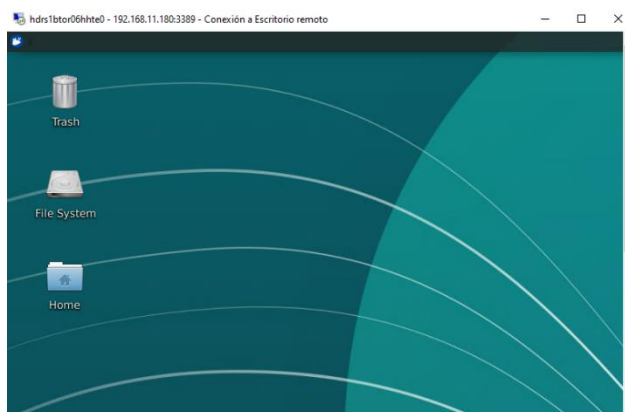 hdrs1btor06hhte0 - 192.168.11.180:3389 - Conexión a Escritorio remoto
Trash
File System
Home